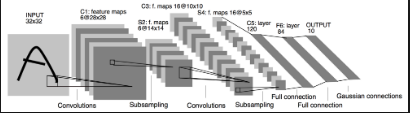 INPUT
32x32
C1: feature maps
6@28x28
S2: f. maps
6@14x14
C3: f. maps 16@10x10
S4: f. maps 16@5x5
C5: layer
120
F6: layer
84
OUTPUT
10
Convolutions
Subsampling
Convolutions
Subsampling
Full connection
Full connection
Gaussian connections